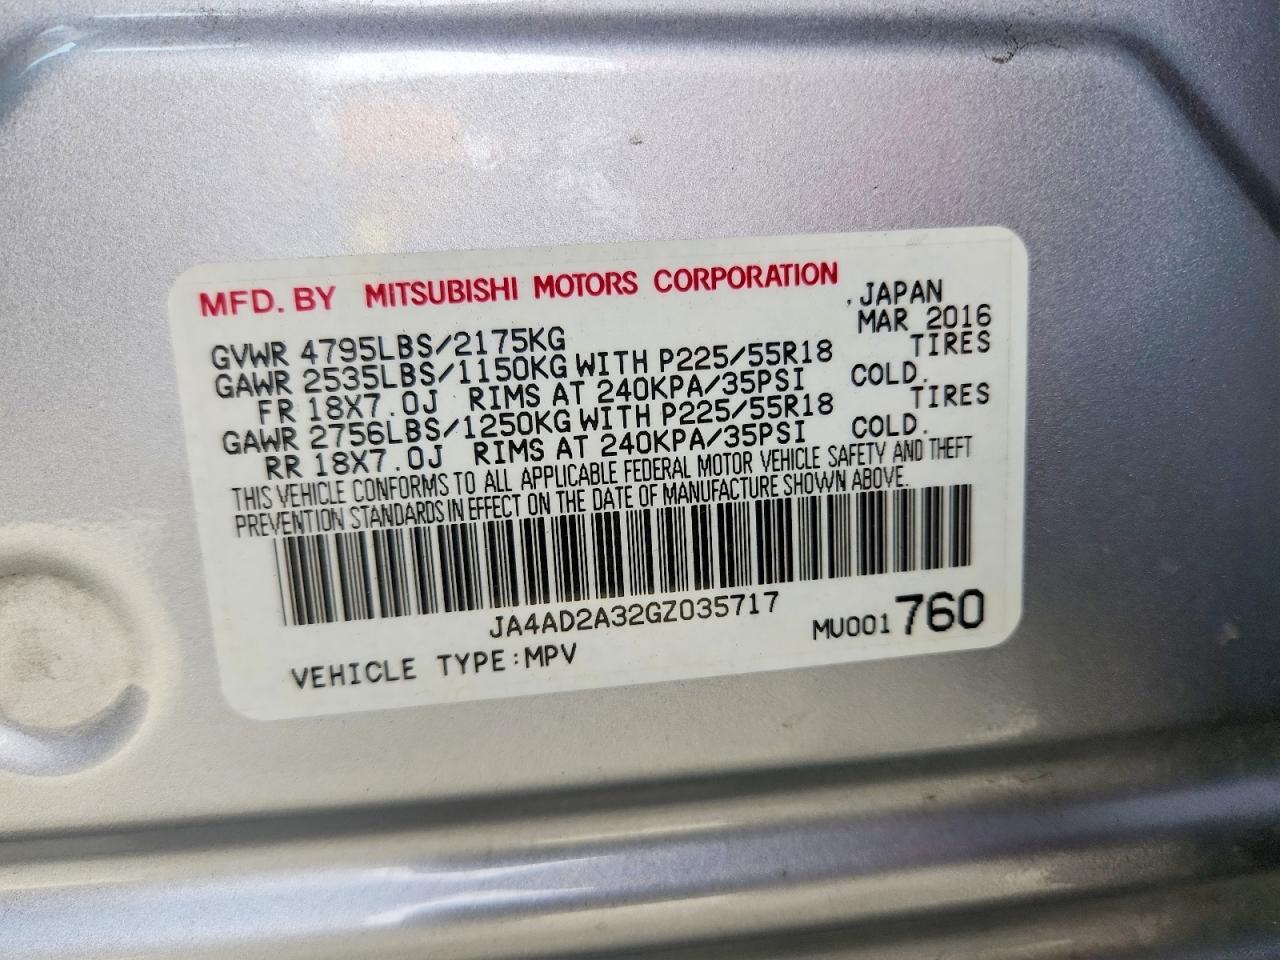 MFD. BY MITSUBISHI MOTORS CORPORATION
, JAPAN
MAR 2016
GVWR 4795LBS/2175KG
GAWR 2535LBS/1150KG WITH P225/55R18 TIRES
FR 18X7.0J RIMS AT 240KPA/35PSI COLD.
GAWR 2756LBS/1250KG WITH P225/55R18 TIRES
RR 18X7.0J RIMS AT 240KPA/35PSI COLD.
THIS VEHICLE CONFORMS TO ALL APPLICABLE FEDERAL MOTOR VEHICLE SAFETY AND THEFT
PREVENTION STANDARDS IN EFFECT ON THE DATE OF MANUFACTURE SHOWN ABOVE.
JA4AD2A32GZ035717
MU001760
VEHICLE TYPE:MPV